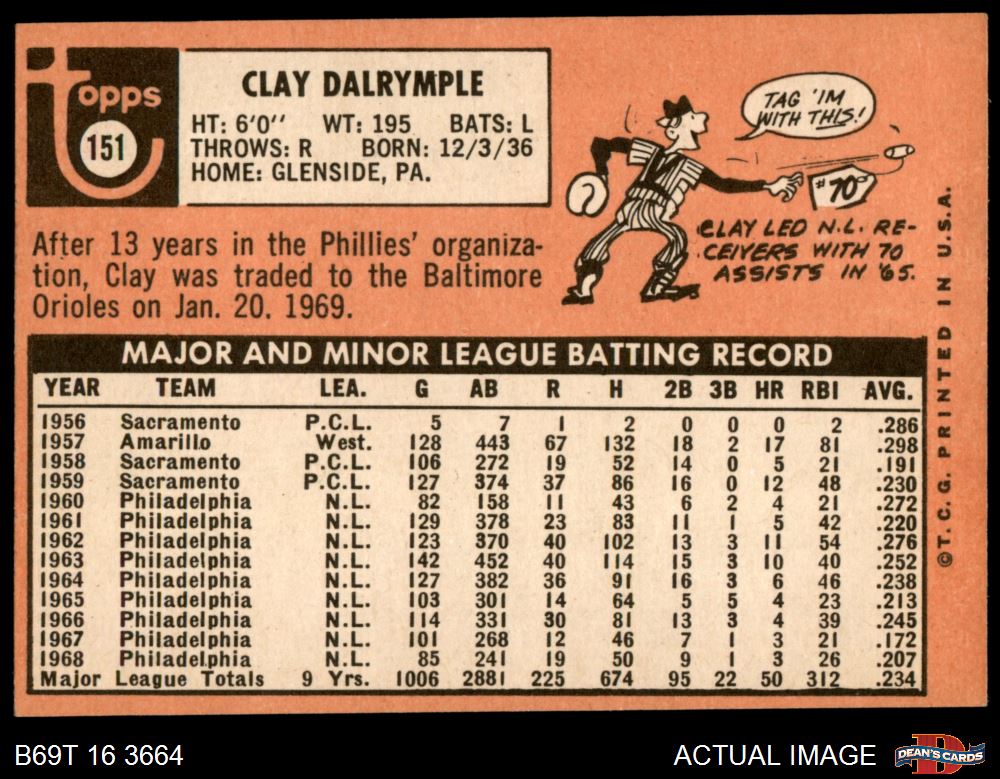 Topps
151
CLAY DALRYMPLE
HT: 6'0" WT: 195 BATS: L
THROWS: R BORN: 12/3/36
HOME: GLENSIDE, PA.
TAG 'IM
WITH THIS!
#70
CLAY LED N.L. RE-
CEIVERS WITH 70
ASSISTS IN '65.
After 13 years in the Phillies' organiza-
tion, Clay was traded to the Baltimore
Orioles on Jan. 20. 1969.
MAJOR AND MINOR LEAGUE BATTING RECORD
YEAR TEAM LEA. G AB R H 2B 3B HR RBI AVG.
1956 Sacramento P.C.L. 5 7 1 2 0 0 0 2 .286
1957 Amarillo West. 128 443 67 132 18 2 17 81 .298
1958 Sacramento P.C.L. 106 272 19 52 14 0 5 21 .191
1959 Sacramento P.C.L. 127 374 37 86 16 0 12 48 .230
1960 Philadelphia N.L. 82 158 11 43 6 2 4 21 .272
1961 Philadelphia N.L. 129 378 23 83 11 1 5 42 .220
1962 Philadelphia N.L. 123 370 40 102 13 3 11 54 .276
1963 Philadelphia N.L. 142 452 40 114 15 3 10 40 .252
1964 Philadelphia N.L. 127 382 36 91 16 3 6 46 .238
1965 Philadelphia N.L. 103 301 14 64 5 5 4 23 .213
1966 Philadelphia N.L. 114 331 30 81 13 3 4 39 .245
1967 Philadelphia N.L. 101 268 12 46 7 1 3 21 .172
1968 Philadelphia N.L. 85 241 19 50 9 1 3 26 .207
Major League Totals 9 Yrs. 1006 2881 225 674 95 22 50 312 .234
©T.C.G. PRINTED IN U.S.A.
B69T 16 3664
ACTUAL IMAGE
DEAN'S CARDS